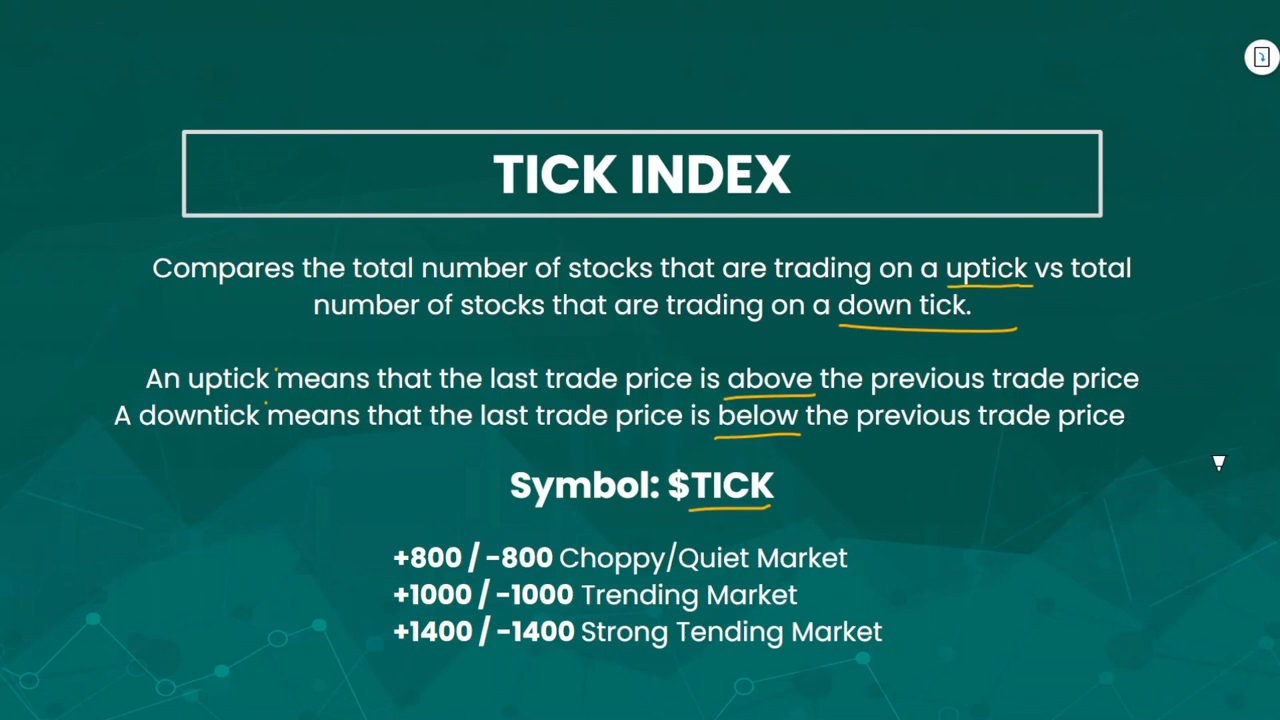 TICK INDEX
Compares the total number of stocks that are trading on a uptick vs total
number of stocks that are trading on a down tick.
An uptick means that the last trade price is above the previous trade price
A downtick means that the last trade price is below the previous trade price
Symbol: $TICK
+800 / -800 Choppy/Quiet Market
+1000 / -1000 Trending Market
+1400 / -1400 Strong Tending Market